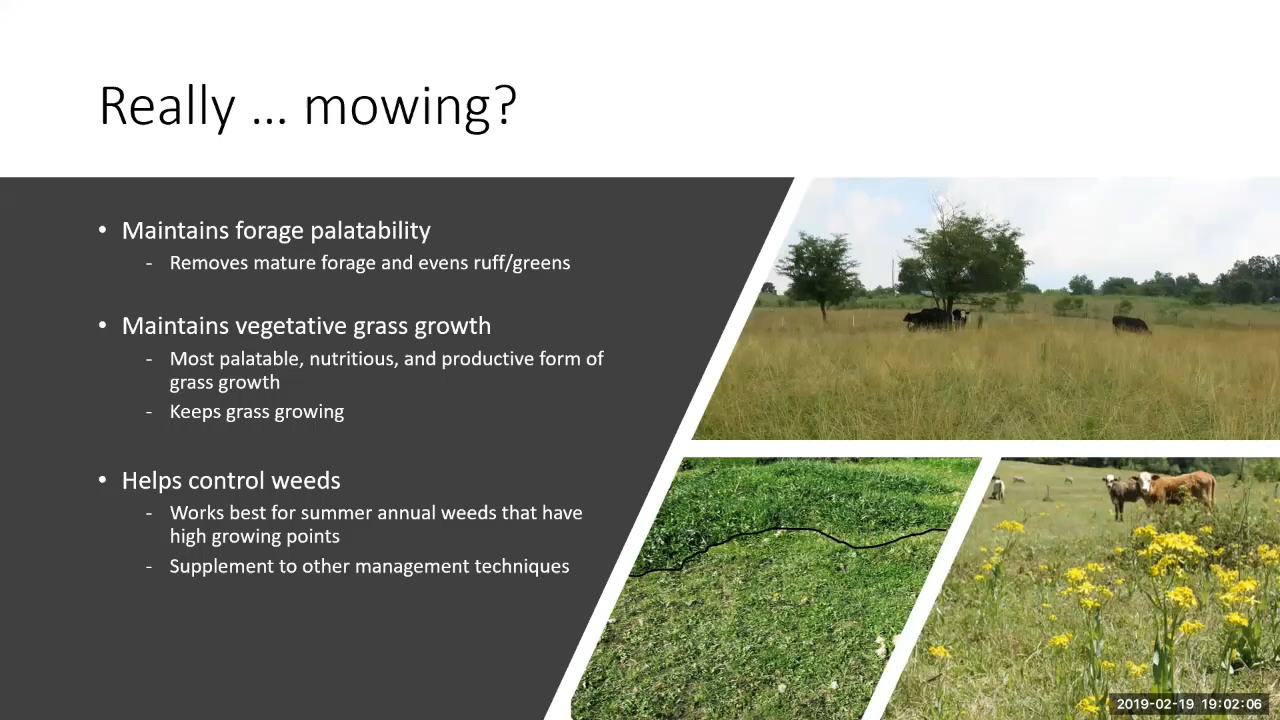 Really ... mowing?
• Maintains forage palatability
- Removes mature forage and evens ruff/greens
• Maintains vegetative grass growth
- Most palatable, nutritious, and productive form of
grass growth
- Keeps grass growing
• Helps control weeds
- Works best for summer annual weeds that have
high growing points
- Supplement to other management techniques
2019-02-19 19:02:06